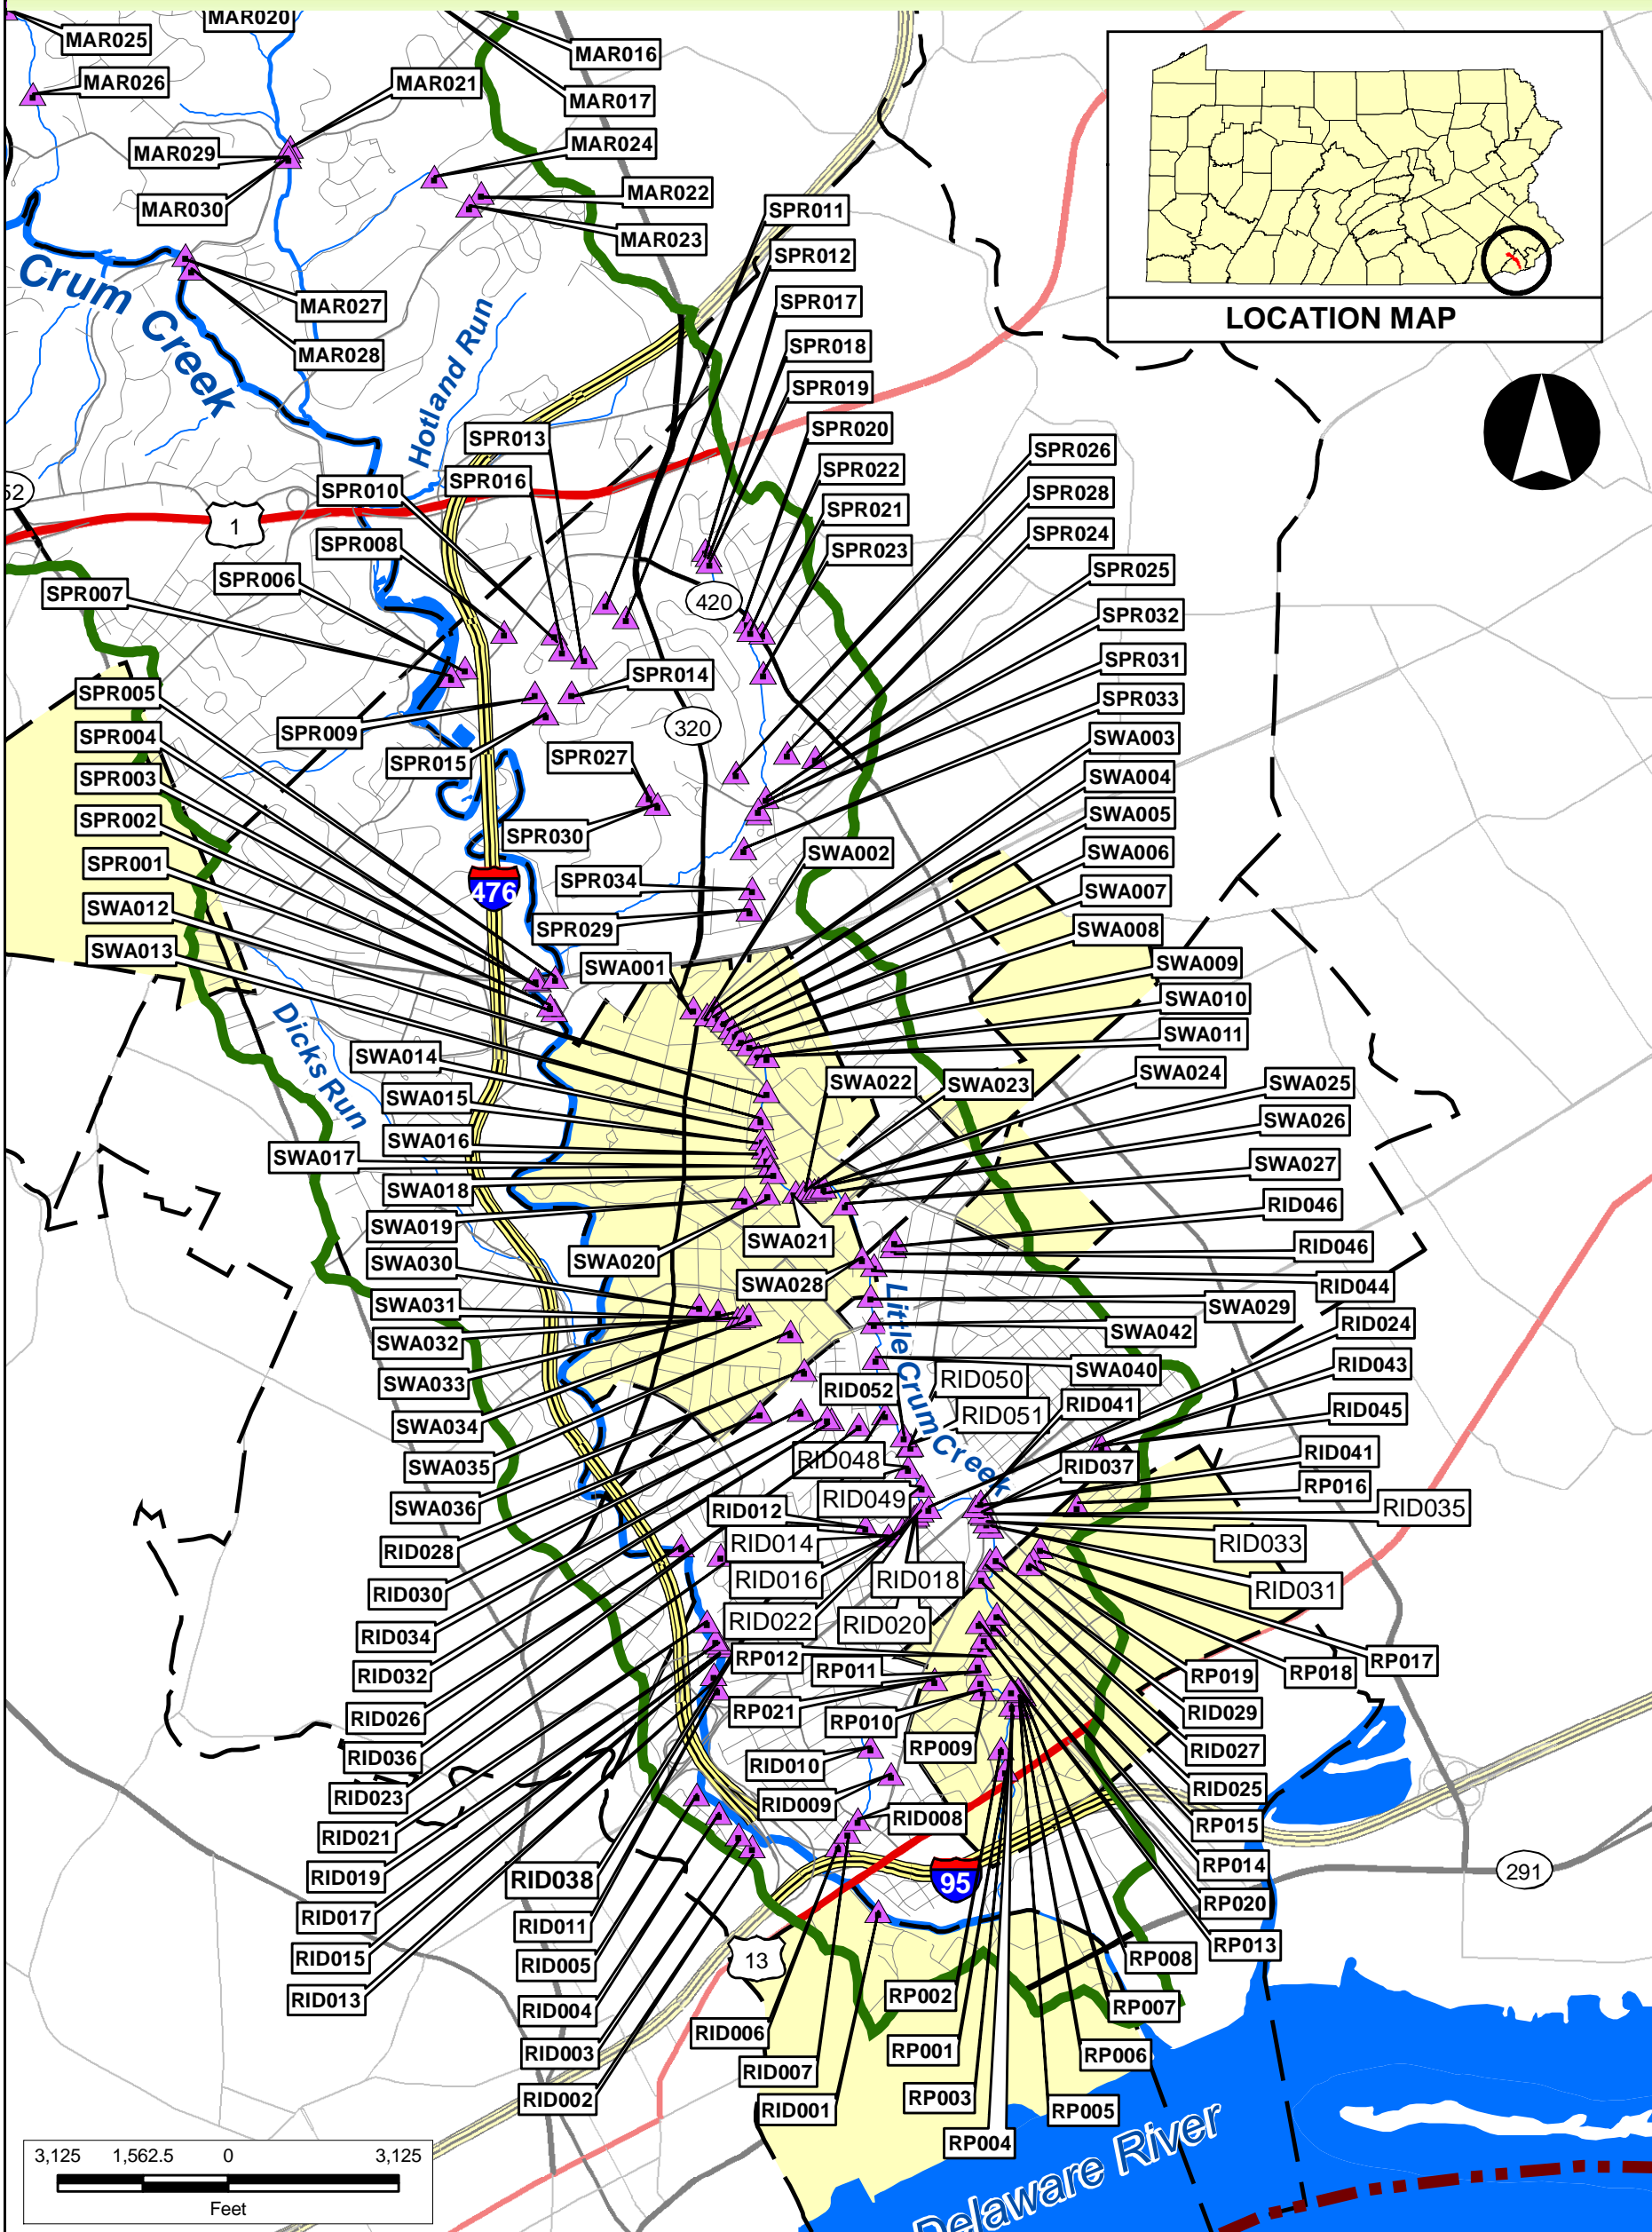 MAR020
MAR025
MAR016
MAR026
MAR021
MAR017
MAR029
MAR024
MAR030
MAR022
MAR023
SPR011
SPR012
Crum Creek
MAR027
MAR028
SPR017
LOCATION MAP
Hotland Run
SPR018
SPR019
SPR013
SPR020
SPR026
SPR010
SPR016
SPR022
SPR028
52
1
SPR021
SPR024
SPR008
SPR023
SPR006
SPR007
420
SPR025
SPR032
SPR005
SPR014
SPR031
SPR004
SPR009
320
SPR033
SPR003
SPR015
SPR027
SWA003
SWA004
SPR002
SPR030
SWA005
SPR001
SWA002
SWA006
476
SPR034
SWA007
SWA012
SPR029
SWA008
SWA013
SWA001
SWA009
SWA010
Dicks Run
SWA011
SWA014
SWA015
SWA022
SWA023
SWA024
SWA025
SWA016
SWA026
SWA017
SWA027
SWA018
RID046
SWA019
SWA021
SWA020
RID046
SWA030
SWA028
RID044
SWA031
Little Crum Creek
SWA029
SWA032
SWA042
RID024
SWA033
SWA040
RID043
RID052
RID050
SWA034
RID051
RID041
RID045
SWA035
RID048
RID037
RID041
SWA036
RID049
RP016
RID012
RID035
RID028
RID014
RID033
RID030
RID016
RID018
RID031
RID034
RID022
RID020
RID032
RP012
RP011
RP019
RP018
RP017
RID026
RP021
RP010
RID029
RID036
RID010
RP009
RID027
RID023
RID009
RID025
RID021
RID008
RP015
RID019
RID038
95
RP014
291
RID017
RID011
RP020
RID015
RID005
13
RP008
RP013
RID013
RID004
RP002
RP007
RID003
RID006
RP001
RP006
RID002
RID007
RP003
RID001
RP005
RP004
Delaware River
3,125 1,562.5 0 3,125
Feet